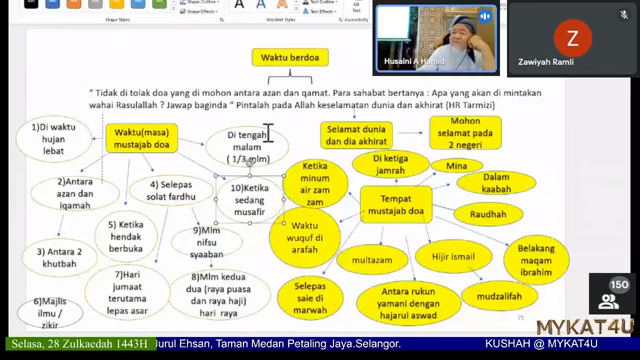 Shape Styles
WordArt Styles
Waktu berdoa
" Tidak di tolak doa yang di mohon antara azan dan qamat. Para sahabat bertanya : Apa yang akan di mintakan
wahai Rasulallah ? Jawap baginda " Pintalah pada Allah keselamatan dunia dan akhirat (HR Tarmizi)
1)Di waktu
hujan
lebat
Waktu(masa)
mustajab doa
Di tengah
malam
( 1/3 mlm)
Selamat dunia
dan dia akhirat
Mohon
selamat pada
2 negeri
2)Antara
azan dan
iqamah
4) Selepas
solat fardhu
10)Ketika
sedang
musafir
Ketika
minum
air zam
zam
Di ketiga
jamrah
Mina
Dalam
kaabah
Tempat
mustajab doa
Raudhah
3) Antara 2
khutbah
5) Ketika
hendak
berbuka
9)Mlm
nifsu
syaaban
Waktu
wuquf di
arafah
multazam
Hijir ismail
Belakang
maqam
ibrahim
6)Majlis
ilmu /
zikir
7)Hari
jumaat
terutama
lepas asar
8)Mlm kedua
dua (raya puasa
dan raya haji)
hari raya
Selepas
saie di
marwah
Antara rukun
yamani dengan
hajarul aswad
mudzalifah
75
Husaini A Hamid
Z
Zawiyah Ramli
150
MYKAT4U
Selasa, 28 Zulkaedah 1443H
Nurul Ehsan, Taman Medan Petaling Jaya.Selangor.
KUSHAH @ MYKAT4U